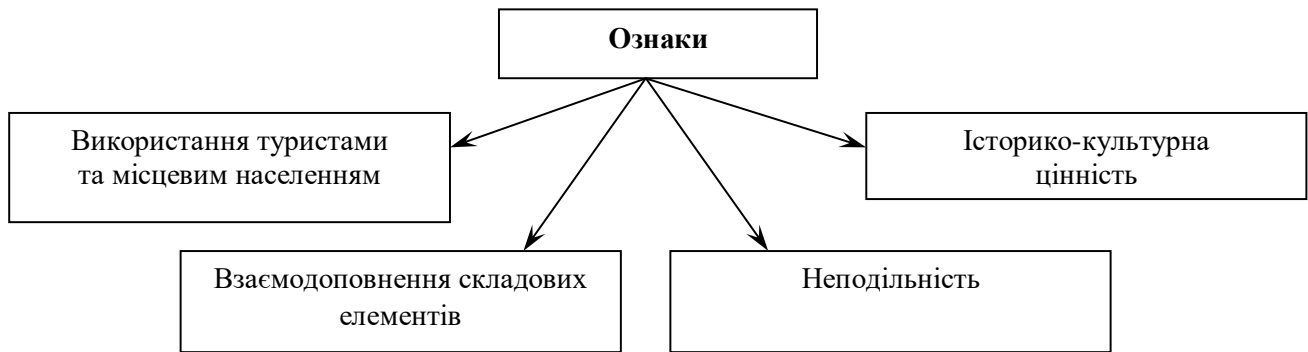 Ознаки
Використання туристами
та місцевим населенням
Історико-культурна
цінність
Взаємодоповнення складових
елементів
Неподільність